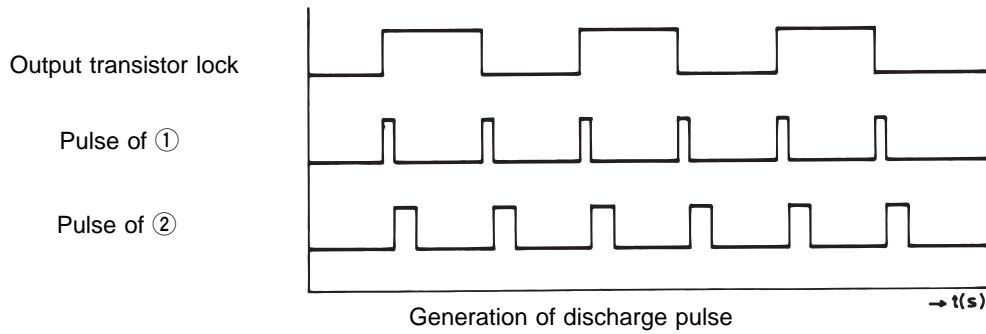 Output transistor lock
Pulse of ①
Pulse of ②
→ t(s)
Generation of discharge pulse